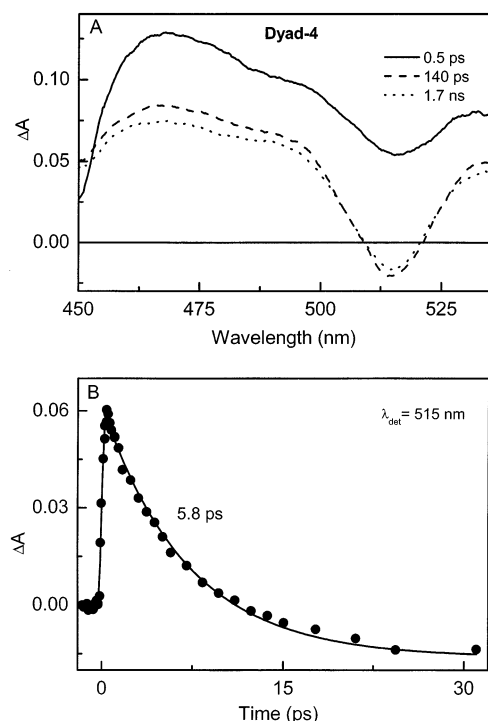 A
Dyad-4
0.5 ps
140 ps
1.7 ns
0.10
0.05
0.00
ΔA
450
475
500
525
Wavelength (nm)
B
λdet= 515 nm
0.06
0.03
0.00
ΔA
5.8 ps
0
15
30
Time (ps)